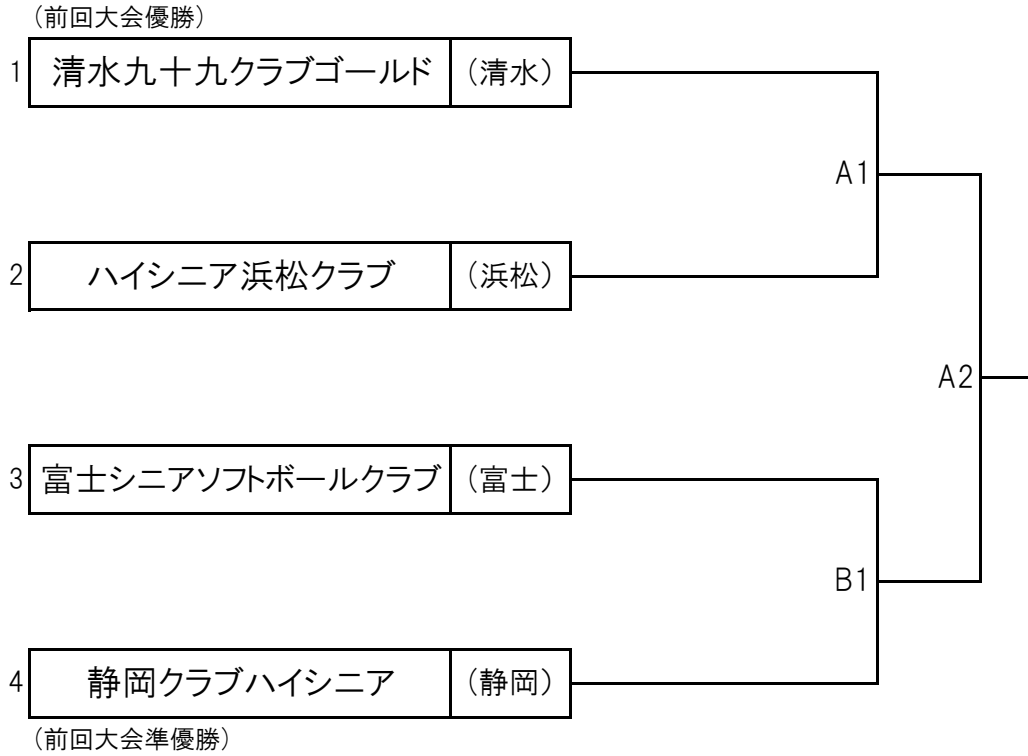 (前回大会優勝)
1 清水九十九クラブゴールド (清水)
A1
2 ハイシニア浜松クラブ (浜松)
A2
3 富士シニアソフトボールクラブ (富士)
B1
4 静岡クラブハイシニア (静岡)
(前回大会準優勝)